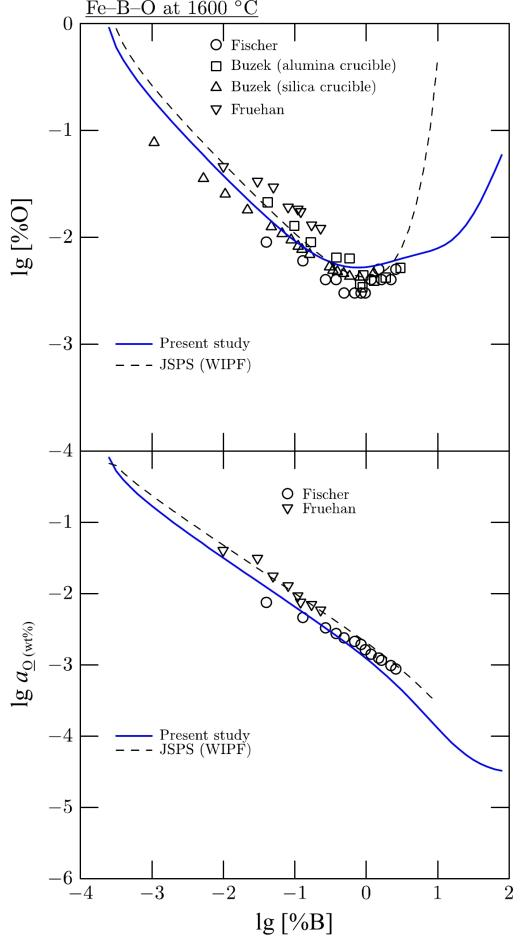 Fe–B–O at 1600 °C
0
Fischer
Buzek (alumina crucible)
Buzek (silica crucible)
Fruehan
−1
lg [%O]
−2
−3
Present study
JSPS (WIPF)
−4
Fischer
Fruehan
−1
−2
lg a_O (wt%)
−3
−4
Present study
JSPS (WIPF)
−5
−6
−4 −3 −2 −1 0 1 2
lg [%B]